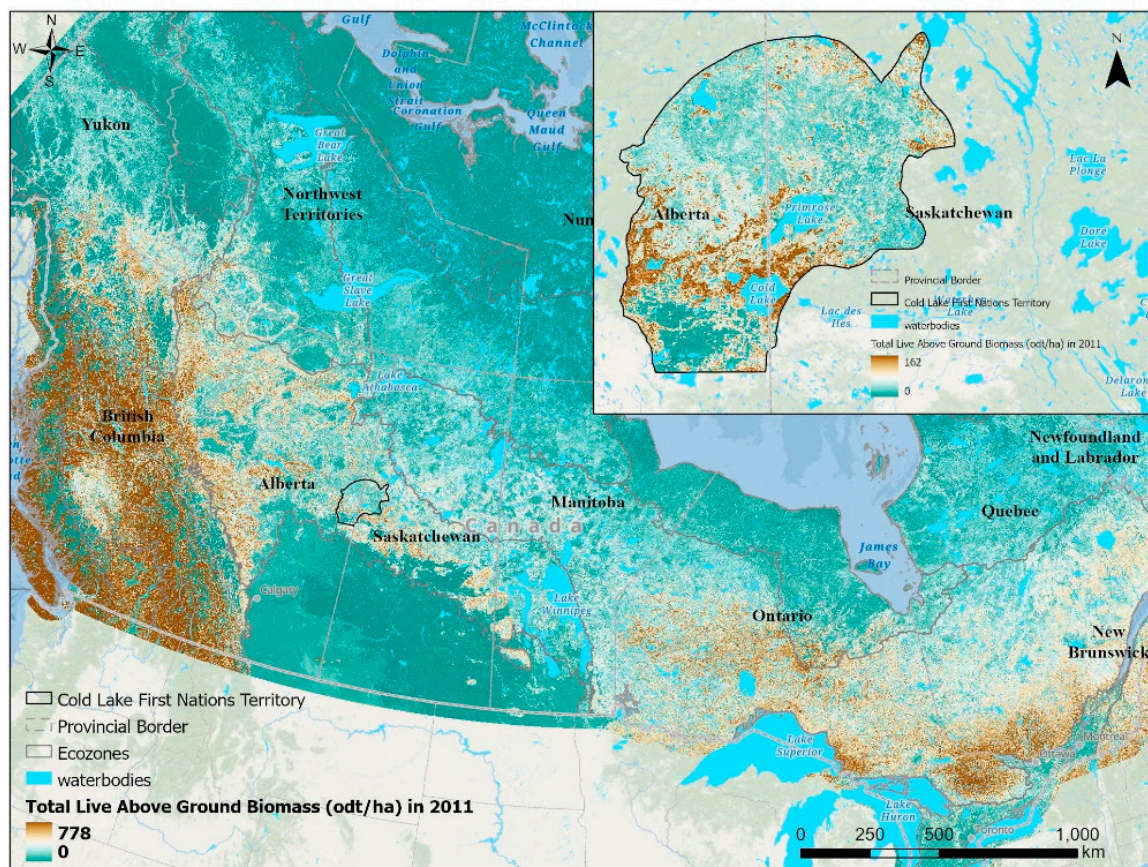 N
W E
S
Gulf
McClintock
Channel
Dolphin
and
Union
Strait
Coronation
Gulf
Queen
Maud
Gulf
Yukon
Great
Bear
Lake
Northwest
Territories
Nun
Great
Slave
Lake
Lake
Athabasca
British
Columbia
Alberta
Saskatchewan
Manitoba
Canada
Calgary
Lake
Winnipeg
Ontario
James
Bay
Quebec
Newfoundland
and Labrador
New
Brunswick
Montreal
Ottawa
Toronto
Lake
Superior
Lake
Huron
N
Alberta
Saskatchewan
Primrose
Lake
Cold
Lake
Lac La
Plonge
Doré
Lake
Lac des
Iles
Lake
Delaron
Lake
Provincial Border
Cold Lake First Nations Territory
waterbodies
Total Live Above Ground Biomass (odt/ha) in 2011
162
0
Cold Lake First Nations Territory
Provincial Border
Ecozones
waterbodies
Total Live Above Ground Biomass (odt/ha) in 2011
778
0
0 250 500 1,000
km